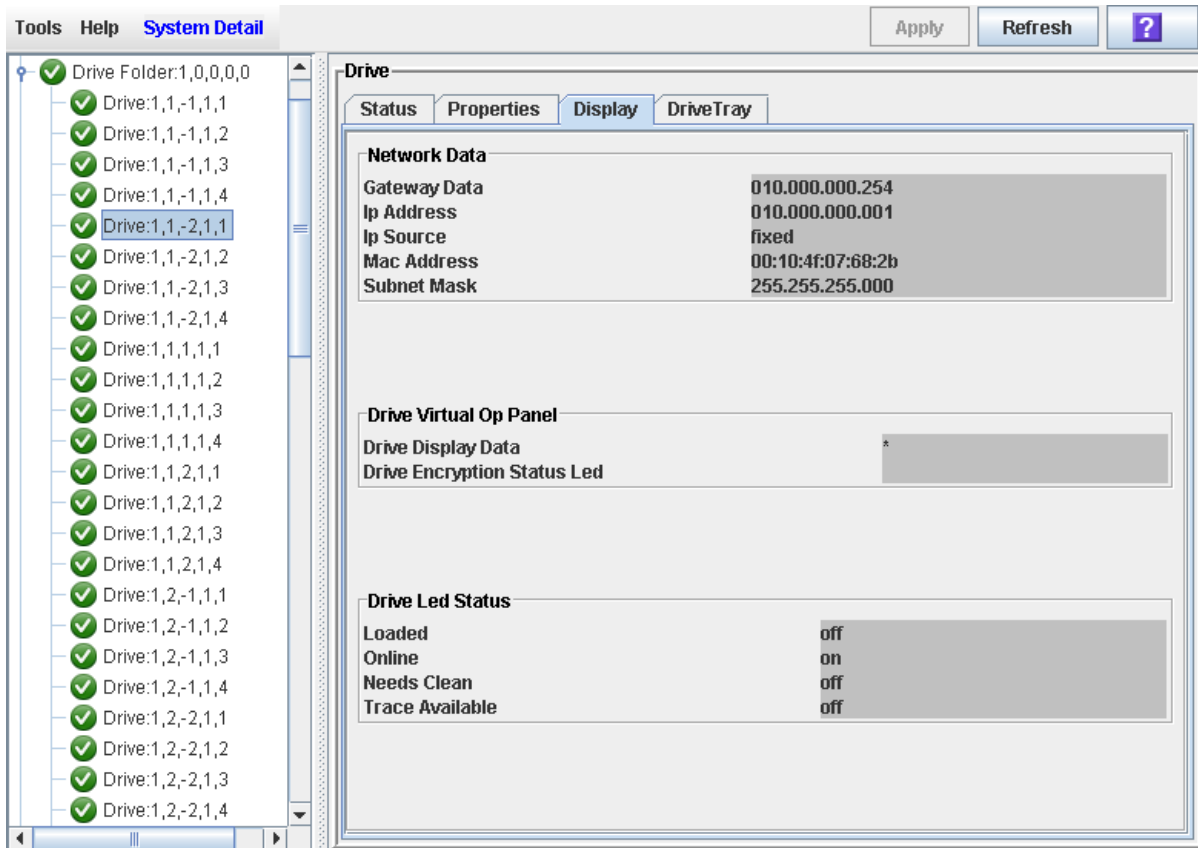 Tools Help System Detail Apply Refresh ?
Drive Folder:1,0,0,0,0
Drive:1,1,-1,1,1
Drive:1,1,-1,1,2
Drive:1,1,-1,1,3
Drive:1,1,-1,1,4
Drive:1,1,-2,1,1
Drive:1,1,-2,1,2
Drive:1,1,-2,1,3
Drive:1,1,-2,1,4
Drive:1,1,1,1,1
Drive:1,1,1,1,2
Drive:1,1,1,1,3
Drive:1,1,1,1,4
Drive:1,1,2,1,1
Drive:1,1,2,1,2
Drive:1,1,2,1,3
Drive:1,1,2,1,4
Drive:1,2,-1,1,1
Drive:1,2,-1,1,2
Drive:1,2,-1,1,3
Drive:1,2,-1,1,4
Drive:1,2,-2,1,1
Drive:1,2,-2,1,2
Drive:1,2,-2,1,3
Drive:1,2,-2,1,4
Drive
Status Properties Display DriveTray
Network Data
Gateway Data 010.000.000.254
Ip Address 010.000.000.001
Ip Source fixed
Mac Address 00:10:4f:07:68:2b
Subnet Mask 255.255.255.000
Drive Virtual Op Panel
Drive Display Data *
Drive Encryption Status Led
Drive Led Status
Loaded off
Online on
Needs Clean off
Trace Available off